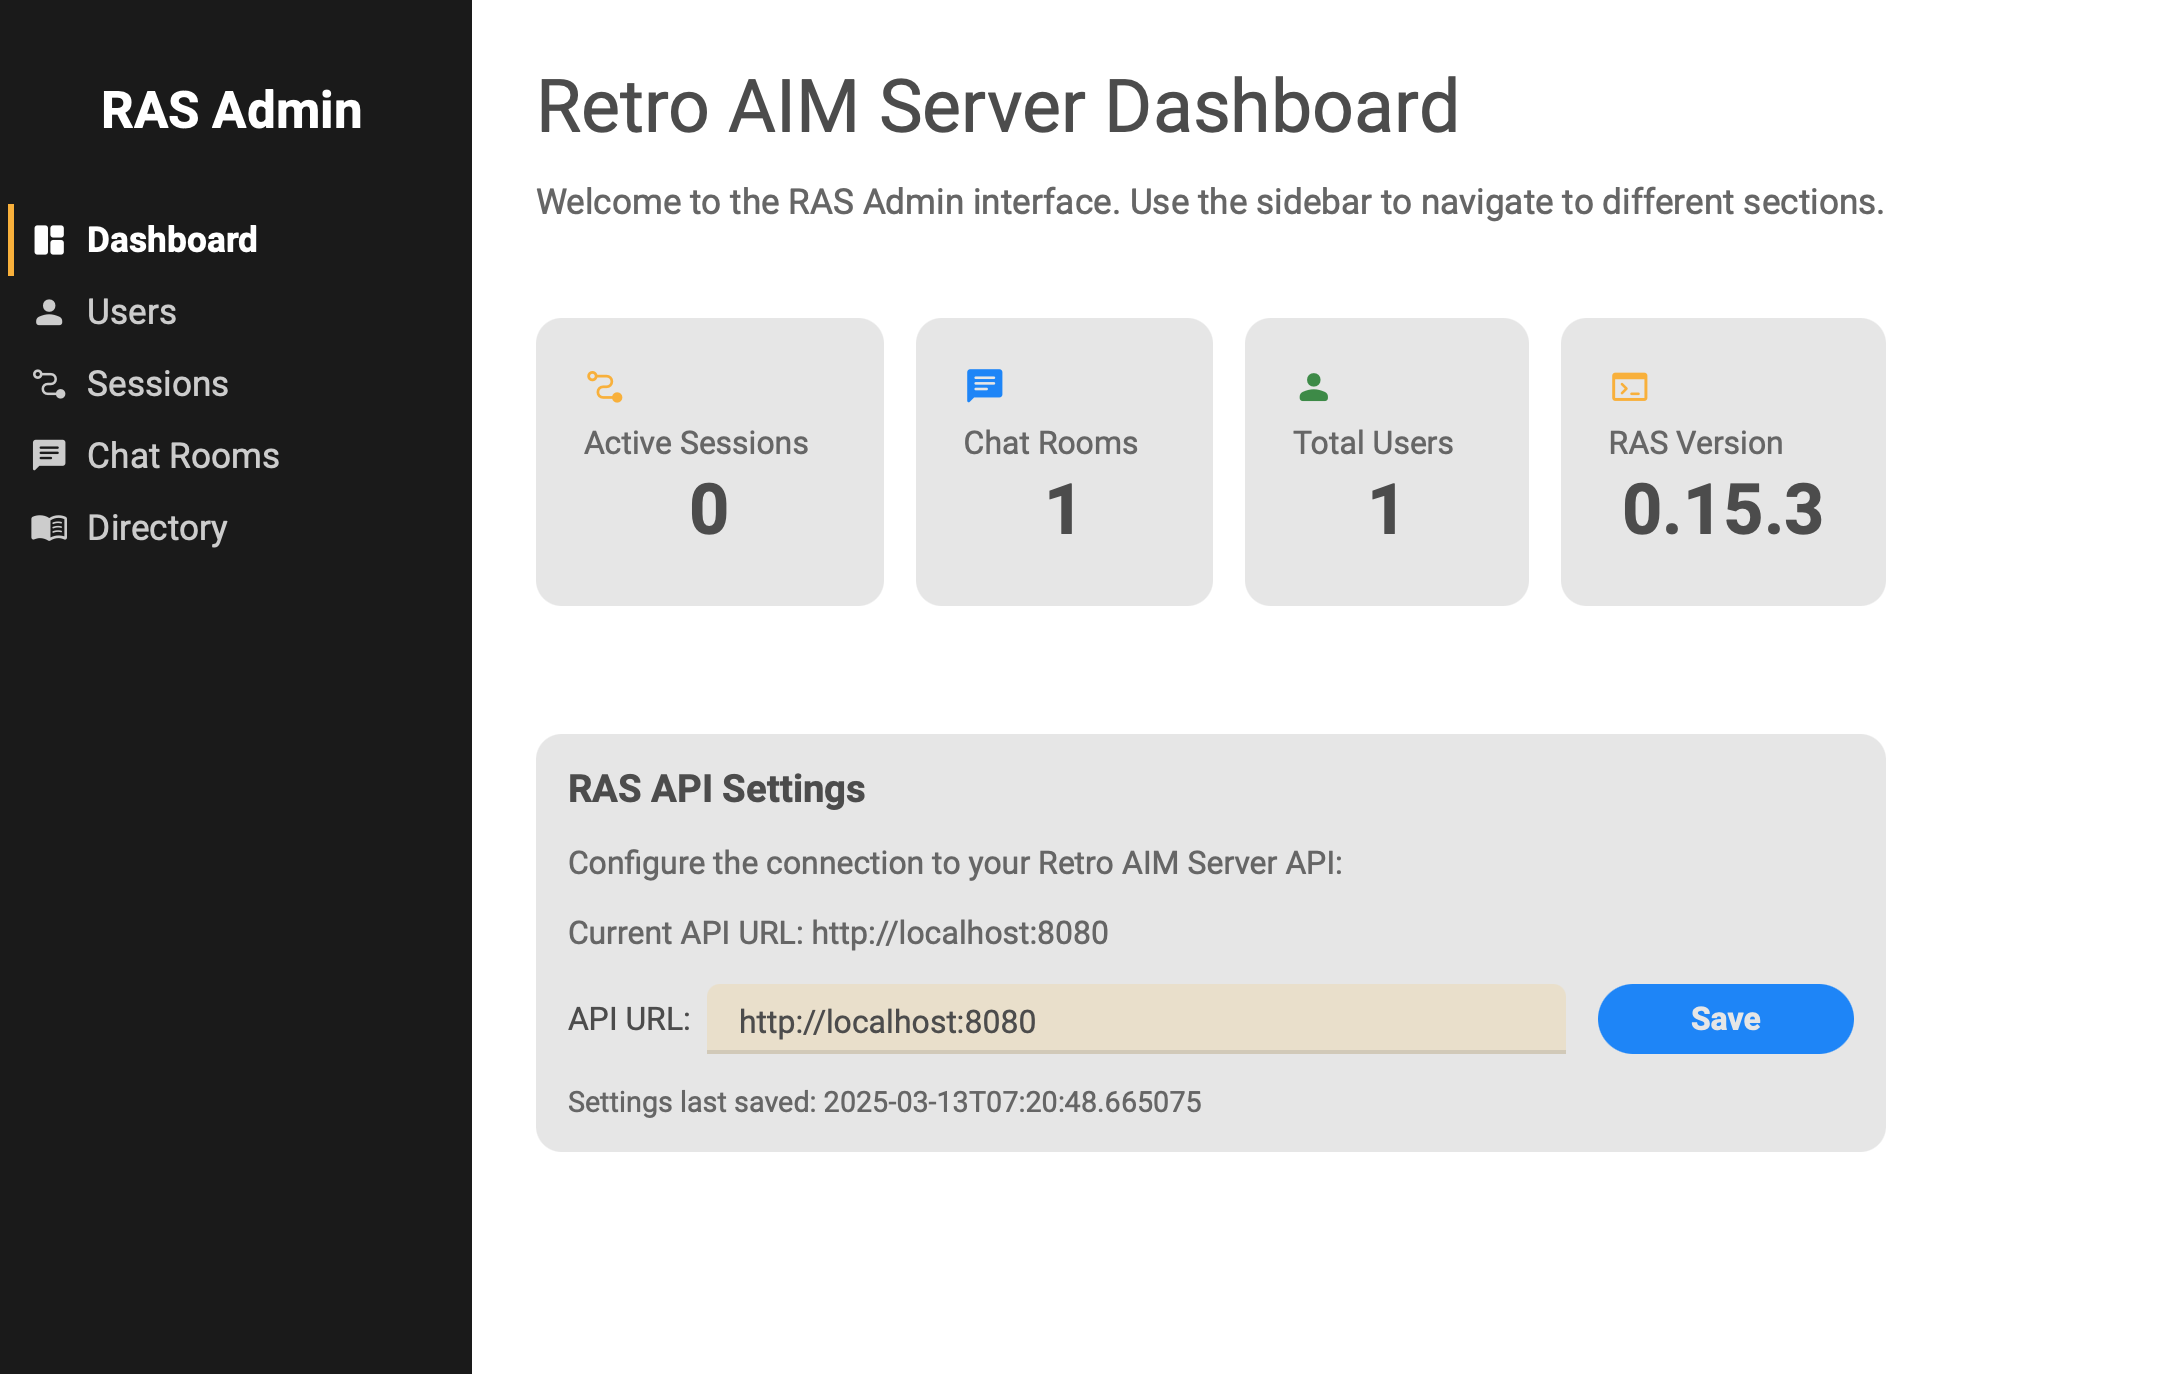 RAS Admin
Dashboard
Users
Sessions
Chat Rooms
Directory
Retro AIM Server Dashboard
Welcome to the RAS Admin interface. Use the sidebar to navigate to different sections.
Active Sessions
0
Chat Rooms
1
Total Users
1
RAS Version
0.15.3
RAS API Settings
Configure the connection to your Retro AIM Server API:
Current API URL: http://localhost:8080
API URL: http://localhost:8080 Save
Settings last saved: 2025-03-13T07:20:48.665075